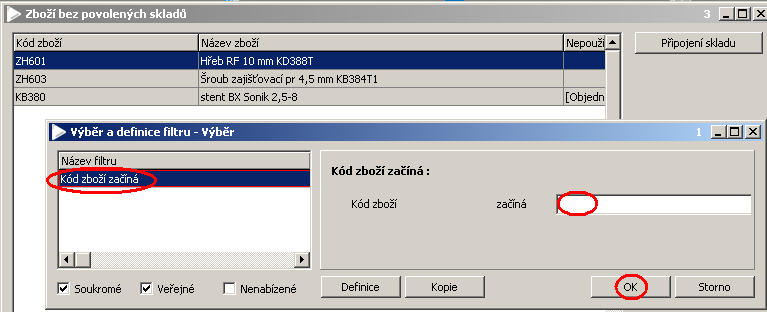 Zboží bez povolených skladů 3
Kód zboží Název zboží Nepouži
ZH601 Hřeb RF 10 mm KD388T
ZH603 Šroub zajišťovací pr 4,5 mm KB384T1
KB380 stent BX Sonik 2,5-8 [Objedn
Připojení skladu
Výběr a definice filtru - Výběr 1
Název filtru
Kód zboží začíná
Kód zboží začíná :
Kód zboží začíná
Soukromé Veřejné Nenabízené Definice Kopie OK Storno